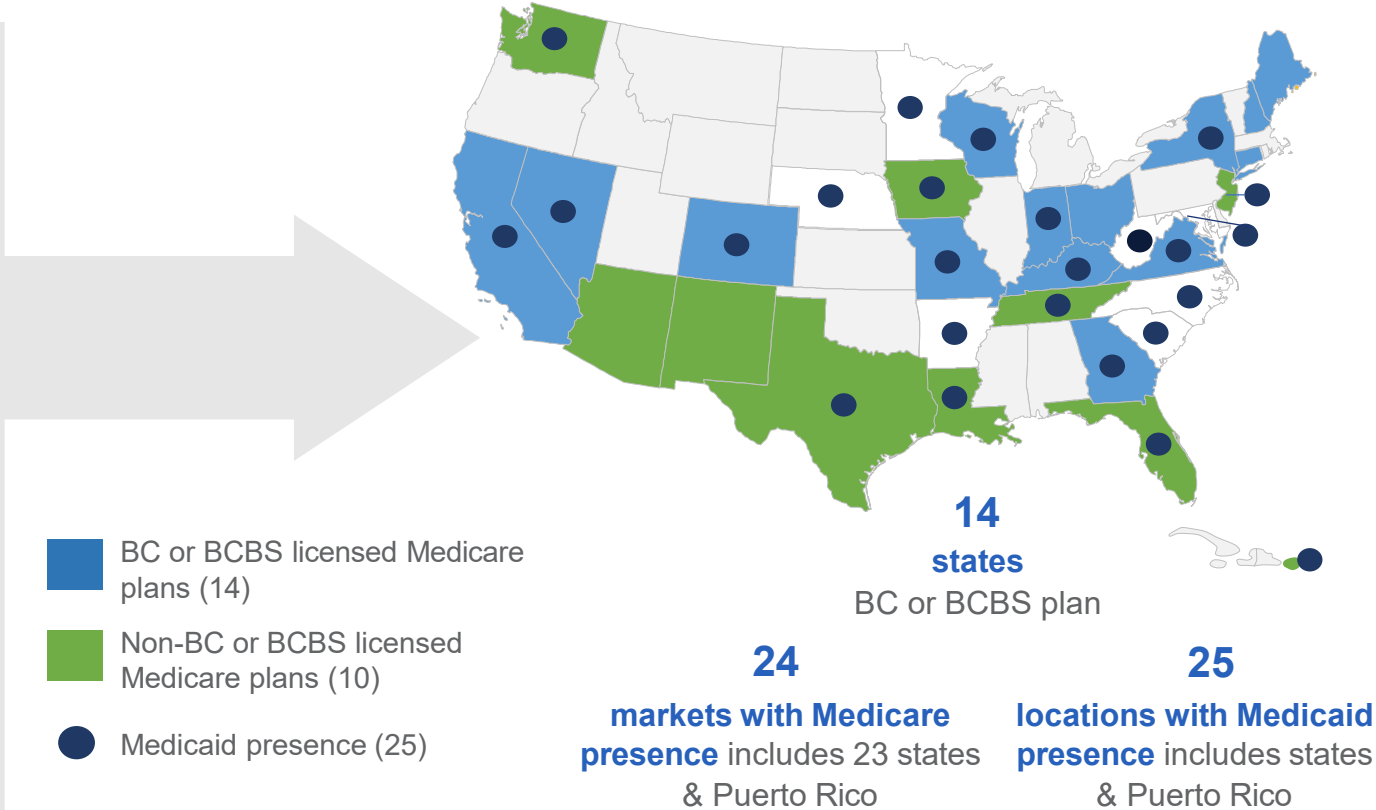 BC or BCBS licensed Medicare
plans (14)
Non-BC or BCBS licensed
Medicare plans (10)
Medicaid presence (25)
14
states
BC or BCBS plan
24
markets with Medicare
presence includes 23 states
& Puerto Rico
25
locations with Medicaid
presence includes states
& Puerto Rico